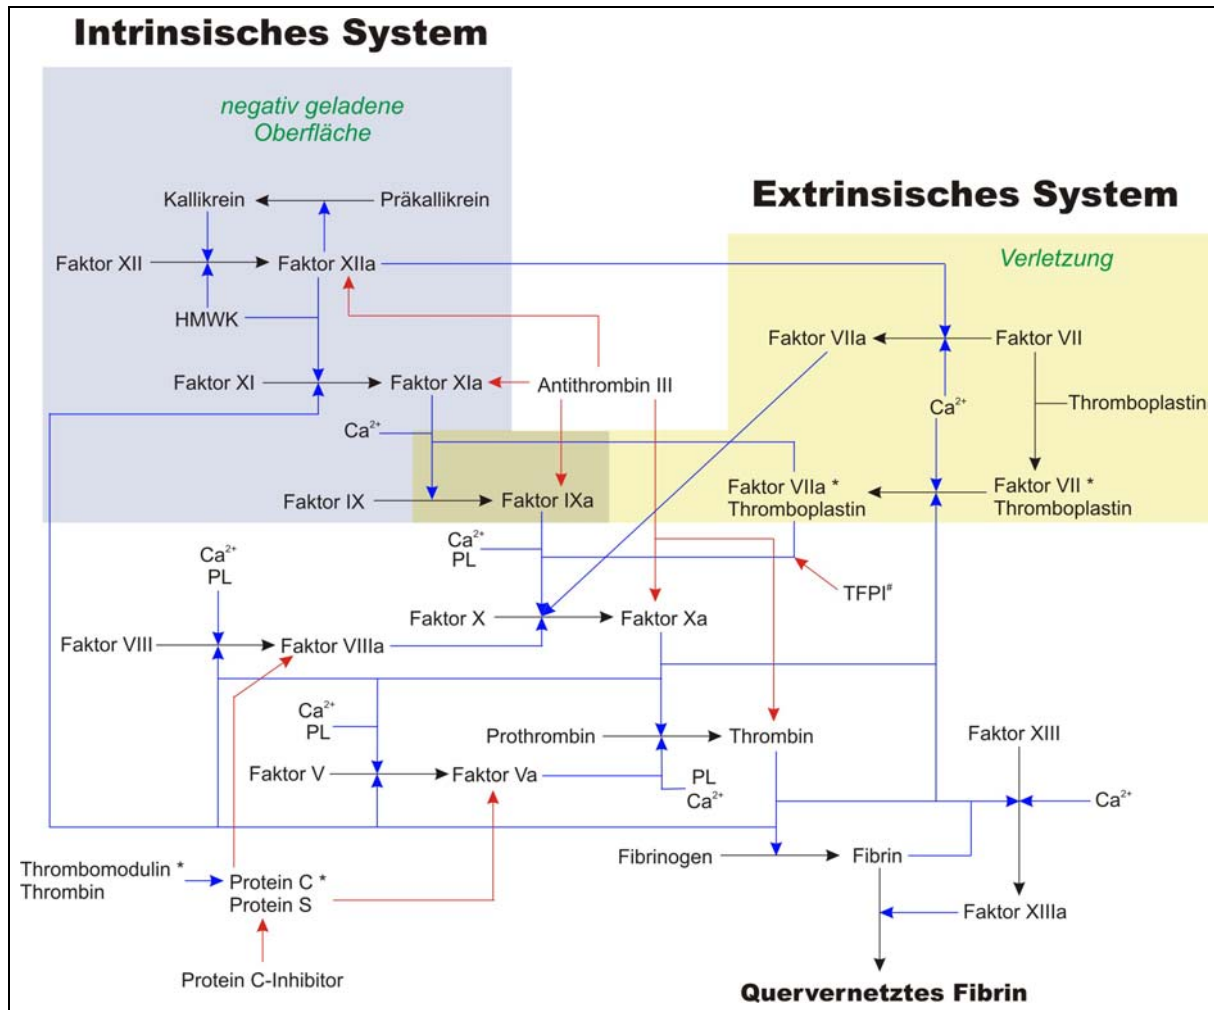 Intrinsisches System
negativ geladene
Oberfläche
Kallikrein
Präkallikrein
Extrinsisches System
Verletzung
Faktor XII
Faktor XIIa
HMWK
Faktor VIIa
Faktor VII
Faktor XI
Faktor XIa
Antithrombin III
Ca²⁺
Thromboplastin
Ca²⁺
Faktor IX
Faktor IXa
Faktor VIIa *
Thromboplastin
Faktor VII *
Thromboplastin
Ca²⁺
PL
Ca²⁺
PL
TFPI#
Faktor X
Faktor Xa
Faktor VIII
Faktor VIIIa
Ca²⁺
PL
Prothrombin
Thrombin
Faktor XIII
Faktor V
Faktor Va
PL
Ca²⁺
Ca²⁺
Fibrinogen
Fibrin
Thrombomodulin *
Thrombin
Protein C *
Protein S
Faktor XIIIa
Protein C-Inhibitor
Quervernetztes Fibrin